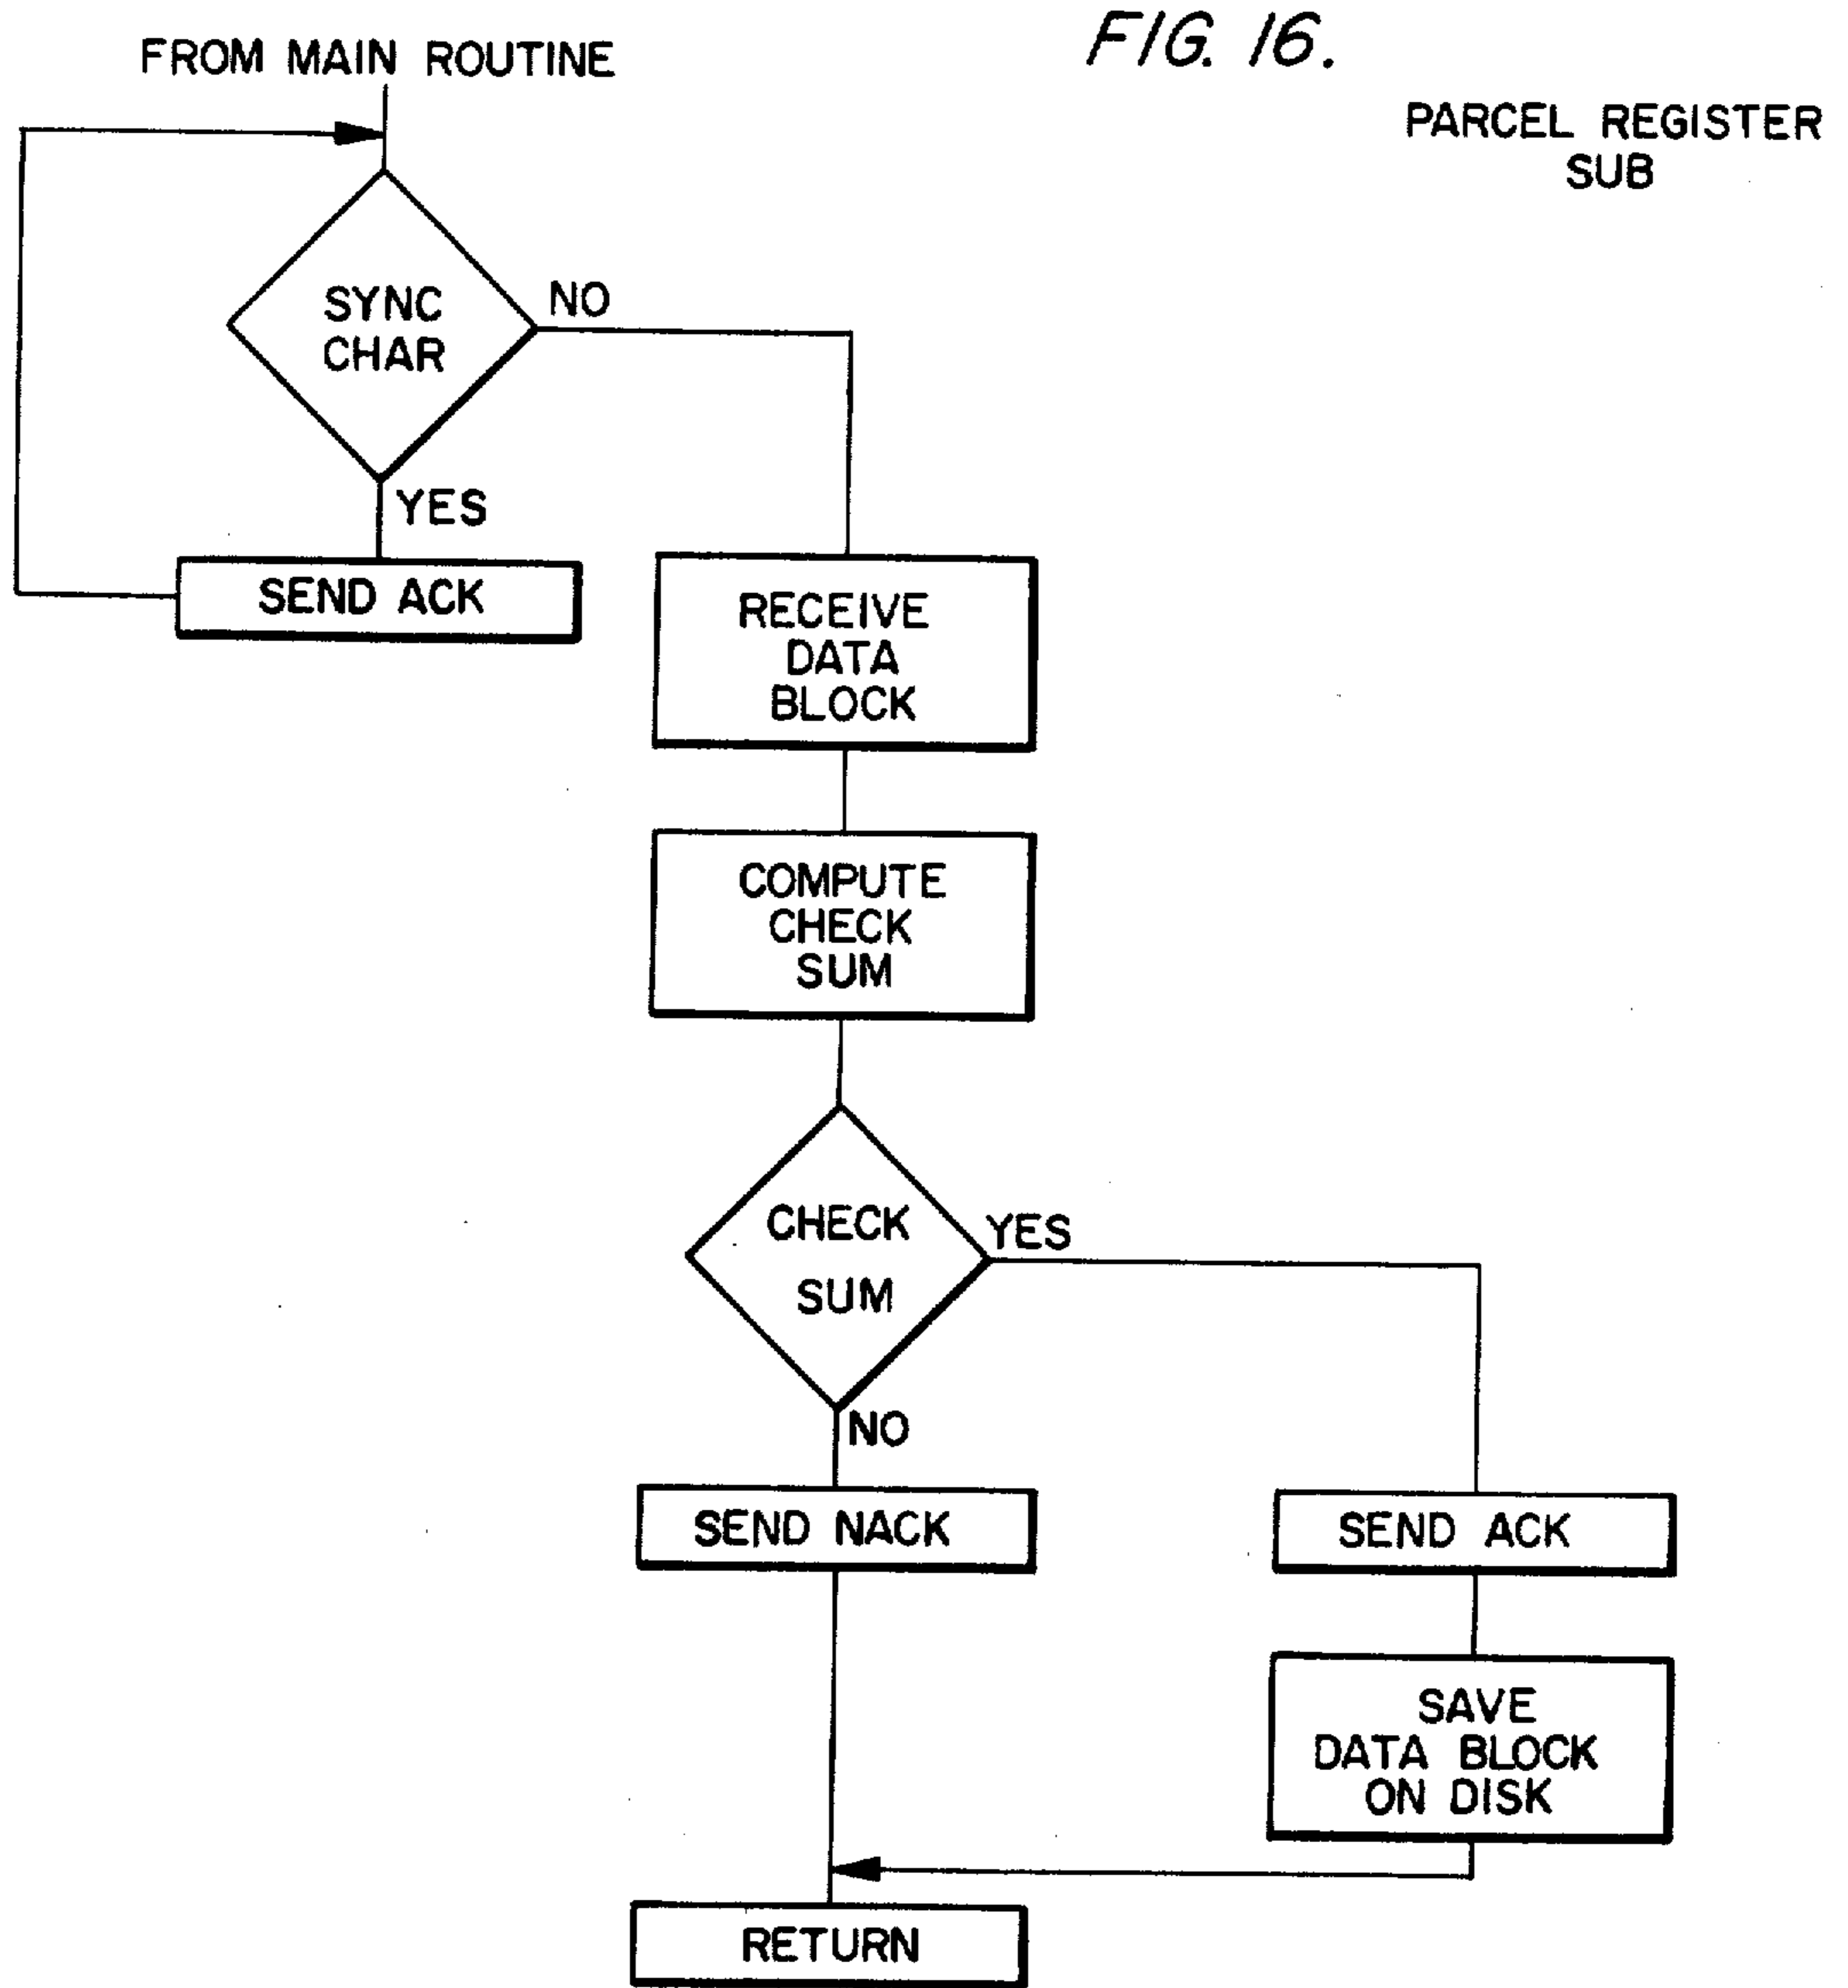 FIG. 16.
FROM MAIN ROUTINE
PARCEL REGISTER
SUB
SYNC
CHAR
NO
YES
SEND ACK
RECEIVE
DATA
BLOCK
COMPUTE
CHECK
SUM
CHECK
SUM
YES
NO
SEND NACK
SEND ACK
SAVE
DATA BLOCK
ON DISK
RETURN